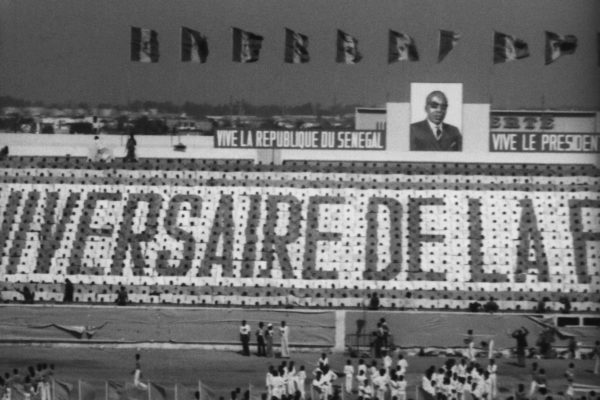 VIVE LA REPUBLIQUE DU SENEGAL
VIVE LE PRESIDEN
IVERSAIRE DE LA